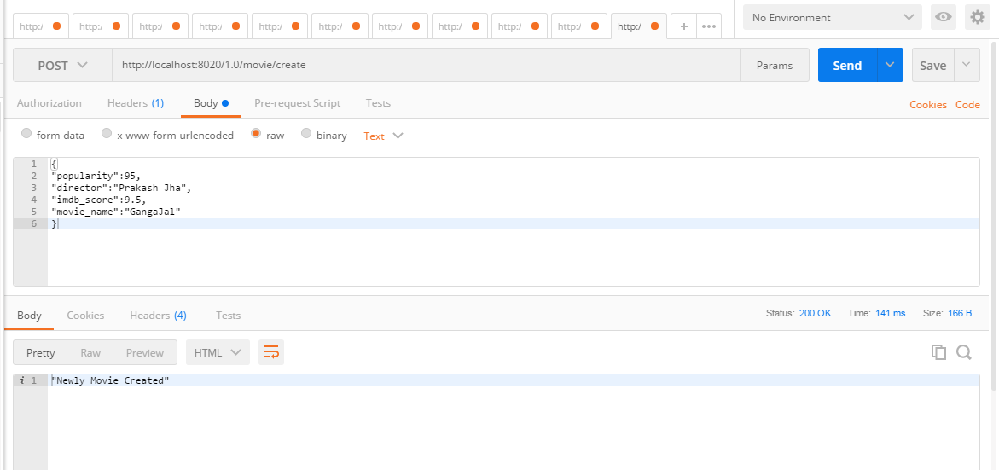 http:/ http:/ http:/ http:/ http:/ http:/ http:/ http:/ http:/ http:/ http:/ + ••• No Environment
POST http://localhost:8020/1.0/movie/create Params Send Save
Authorization Headers (1) Body Pre-request Script Tests Cookies Code
form-data x-www-form-urlencoded raw binary Text
1 {
2 "popularity":95,
3 "director":"Prakash Jha",
4 "imdb_score":9.5,
5 "movie_name":"GangaJal"
6 }
Body Cookies Headers (4) Tests Status: 200 OK Time: 141 ms Size: 166 B
Pretty Raw Preview HTML
i 1 "Newly Movie Created"